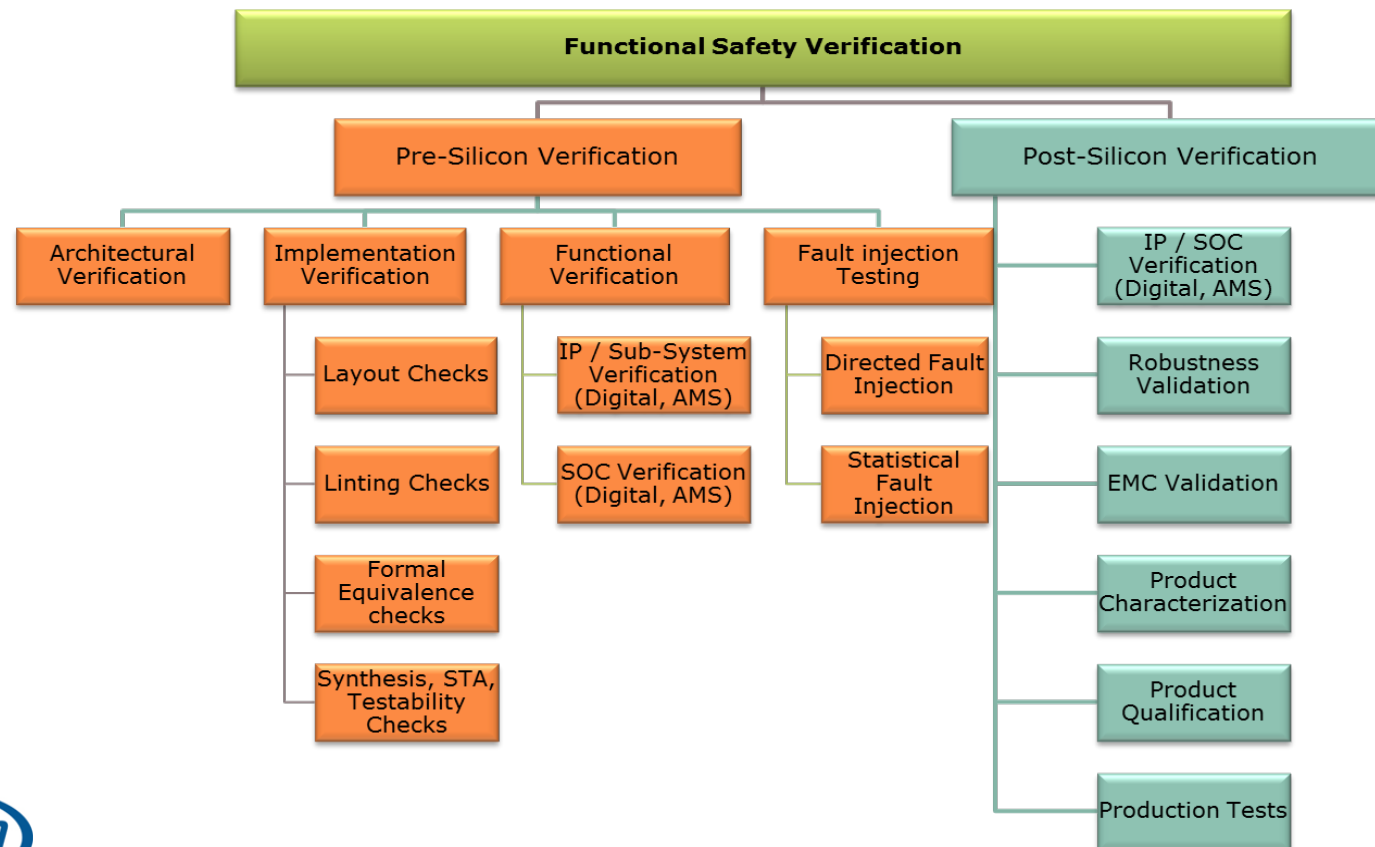 Functional Safety Verification
Pre-Silicon Verification
Post-Silicon Verification
Architectural
Verification
Implementation
Verification
Functional
Verification
Fault injection
Testing
IP / SOC
Verification
(Digital, AMS)
Layout Checks
IP / Sub-System
Verification
(Digital, AMS)
Directed Fault
Injection
Robustness
Validation
Linting Checks
SOC Verification
(Digital, AMS)
Statistical
Fault
Injection
EMC Validation
Formal
Equivalence
checks
Product
Characterization
Synthesis, STA,
Testability
Checks
Product
Qualification
Production Tests